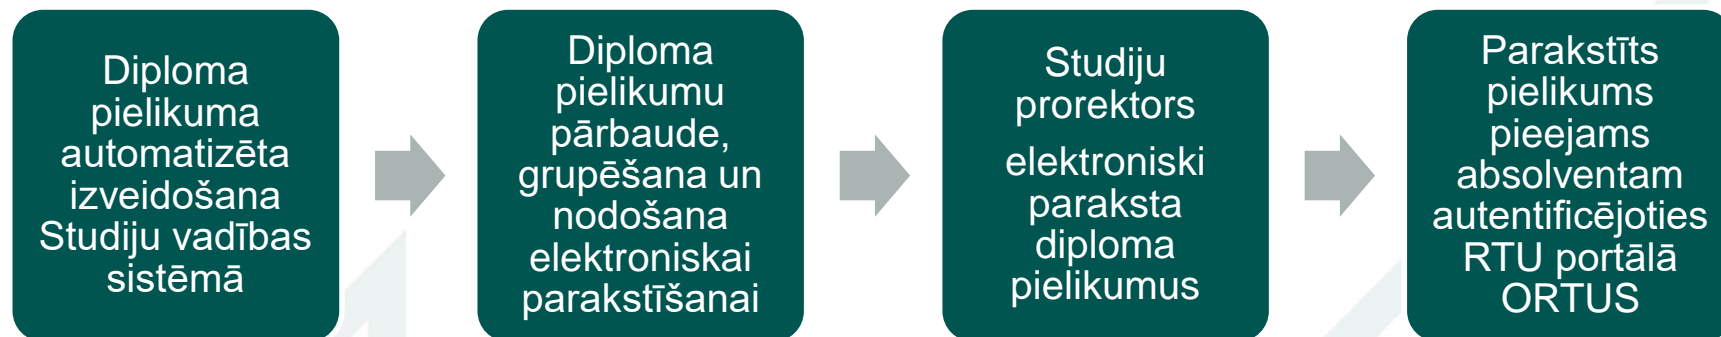 Diploma
pielikuma
automatizēta
izveidošana
Studiju vadības
sistēmā
Diploma
pielikumu
pārbaude,
grupēšana un
nodošana
elektroniskai
parakstīšanai
Studiju
prorektors
elektroniski
paraksta
diploma
pielikumus
Parakstīts
pielikums
pieejams
absolventam
autentificējoties
RTU portālā
ORTUS